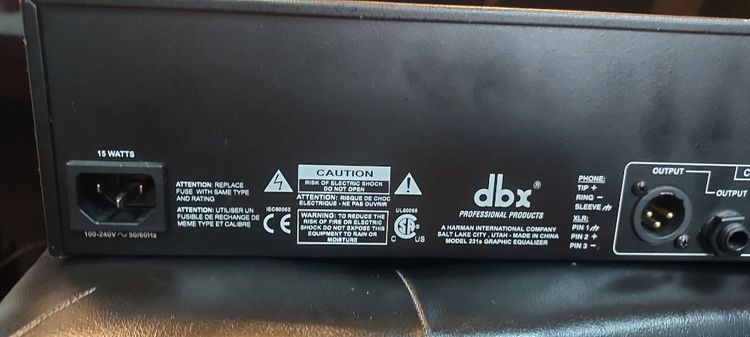 15 WATTS
100-240V ~ 50/60Hz
ATTENTION: REPLACE
FUSE WITH SAME TYPE
AND RATING
ATTENTION: UTILISER UN
FUSIBLE DE RECHANGE DE
MEME TYPE ET CALIBRE
IEC60065
CE
CAUTION
RISK OF ELECTRIC SHOCK
DO NOT OPEN
ATTENTION: RISQUE DE CHOC
ELECTRIQUE - NE PAS OUVRIR
WARNING: TO REDUCE THE
RISK OF FIRE OR ELECTRIC
SHOCK DO NOT EXPOSE THIS
EQUIPMENT TO RAIN OR
MOISTURE
UL60065
C US
dbx®
PROFESSIONAL PRODUCTS
A HARMAN INTERNATIONAL COMPANY
SALT LAKE CITY, UTAH - MADE IN CHINA
MODEL 231s GRAPHIC EQUALIZER
PHONE:
TIP +
RING -
SLEEVE
XLR:
PIN 1
PIN 2 +
PIN 3 -
OUTPUT
OUTPUT
C